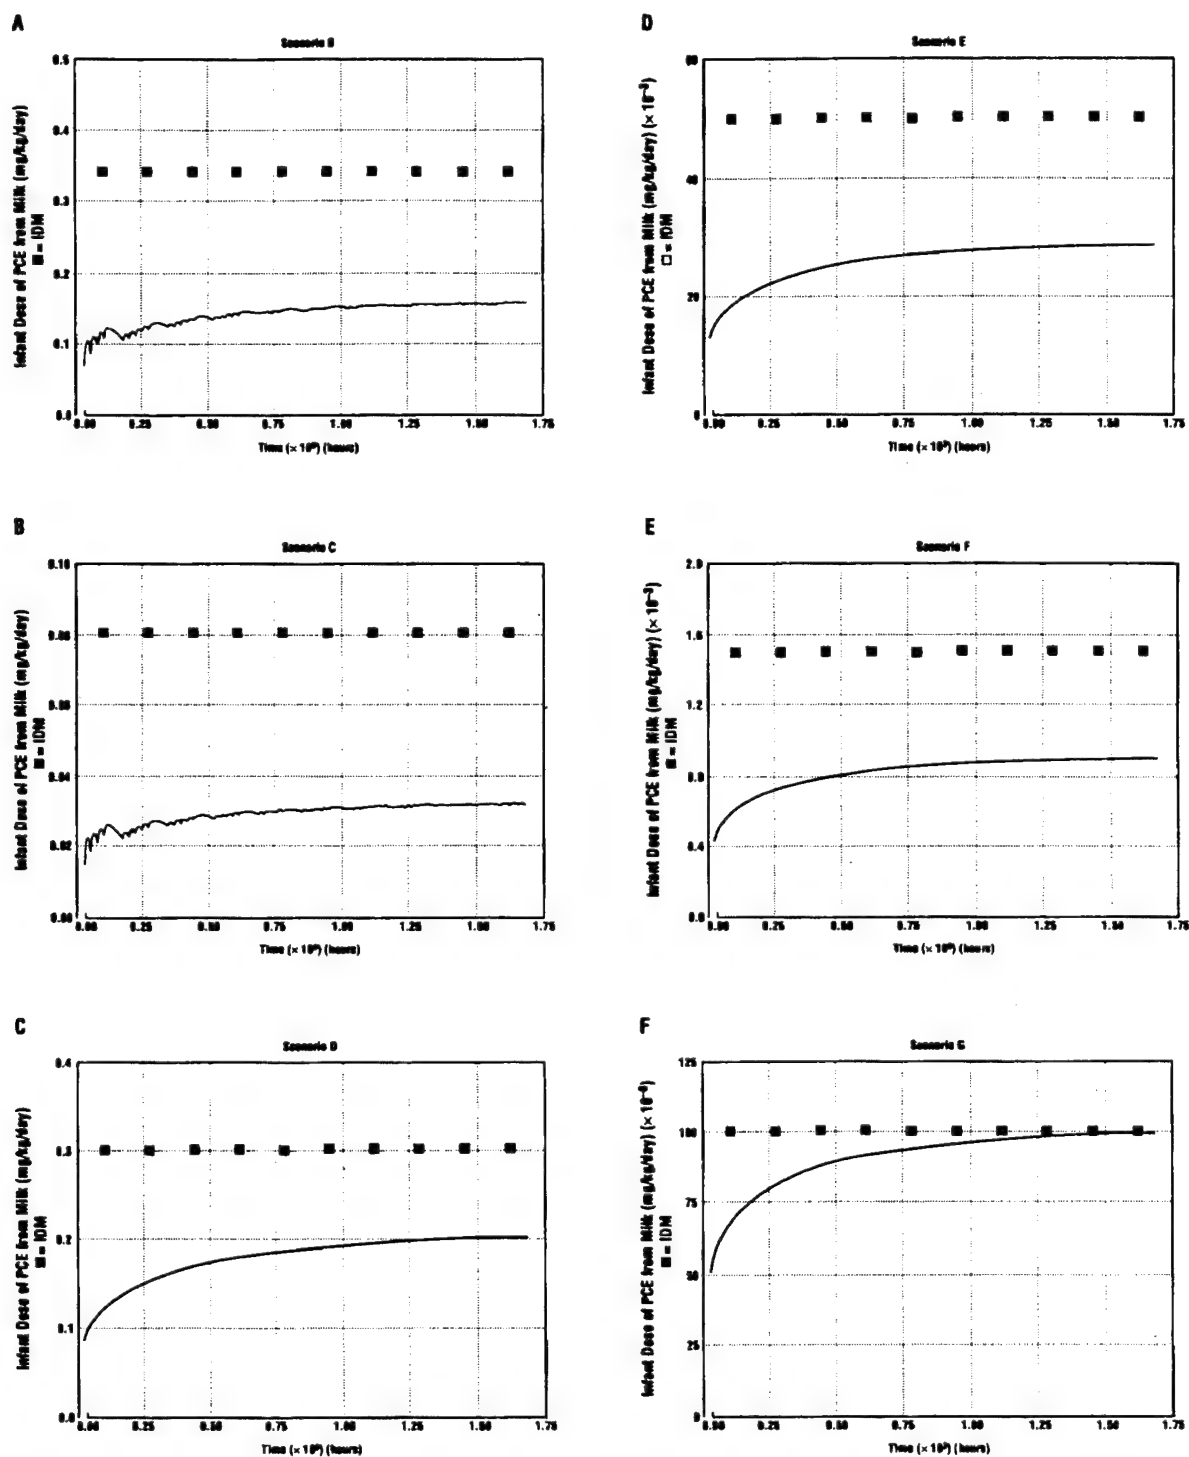 A
Scenario B
Infant Dose of PCE from Milk (mg/kg/day)
■ = IDM
0.5
0.4
0.3
0.2
0.1
0.0
0.00 0.25 0.50 0.75 1.00 1.25 1.50 1.75
Time (× 10³) (hours)
B
Scenario C
Infant Dose of PCE from Milk (mg/kg/day)
■ = IDM
0.10
0.08
0.06
0.04
0.02
0.00
0.00 0.25 0.50 0.75 1.00 1.25 1.50 1.75
Time (× 10³) (hours)
C
Scenario D
Infant Dose of PCE from Milk (mg/kg/day)
■ = IDM
0.4
0.3
0.2
0.1
0.0
0.00 0.25 0.50 0.75 1.00 1.25 1.50 1.75
Time (× 10³) (hours)
D
Scenario E
Infant Dose of PCE from Milk (mg/kg/day) (× 10⁻³)
□ = IDM
60
40
20
0
0.00 0.25 0.50 0.75 1.00 1.25 1.50 1.75
Time (× 10³) (hours)
E
Scenario F
Infant Dose of PCE from Milk (mg/kg/day) (× 10⁻³)
■ = IDM
2.0
1.6
1.2
0.8
0.4
0.0
0.00 0.25 0.50 0.75 1.00 1.25 1.50 1.75
Time (× 10³) (hours)
F
Scenario G
Infant Dose of PCE from Milk (mg/kg/day)
■ = IDM
125
100
75
50
25
0
0.00 0.25 0.50 0.75 1.00 1.25 1.50 1.75
Time (× 10³) (hours)